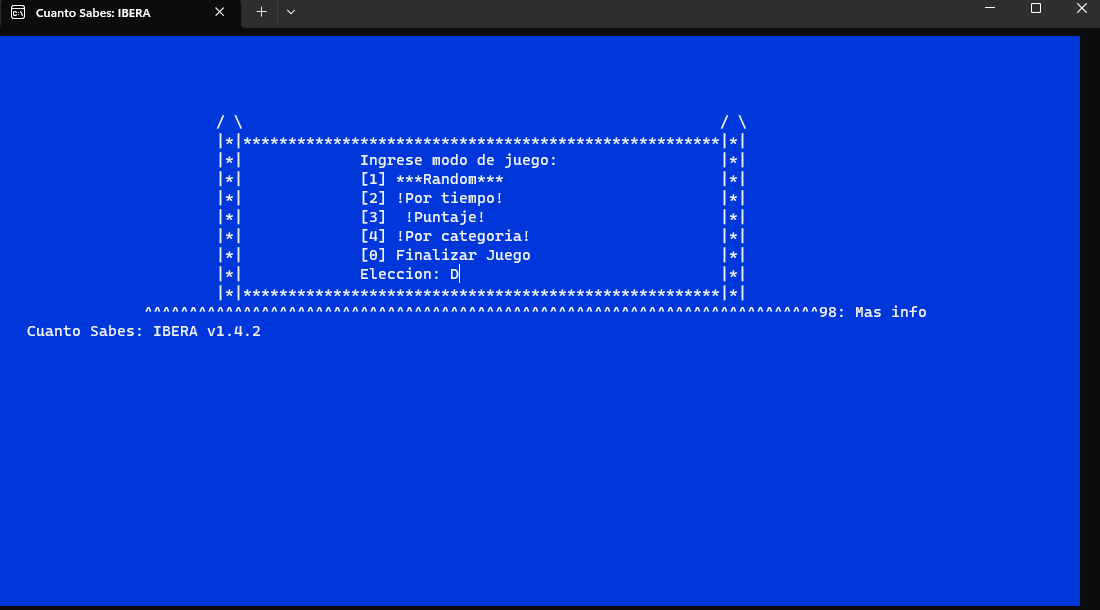 Cuanto Sabes: IBERA
/ \ / \
|*|*****************************************************|*|
|*| Ingrese modo de juego: |*|
|*| [1] ***Random*** |*|
|*| [2] !Por tiempo! |*|
|*| [3]  !Puntaje! |*|
|*| [4] !Por categoria! |*|
|*| [0] Finalizar Juego |*|
|*| Eleccion: D |*|
|*|*****************************************************|*|
^^^^^^^^^^^^^^^^^^^^^^^^^^^^^^^^^^^^^^^^^^^^^^^^^^^^^^^^^^^^^^^^^^^^^^^^^^^98: Mas info
Cuanto Sabes: IBERA v1.4.2